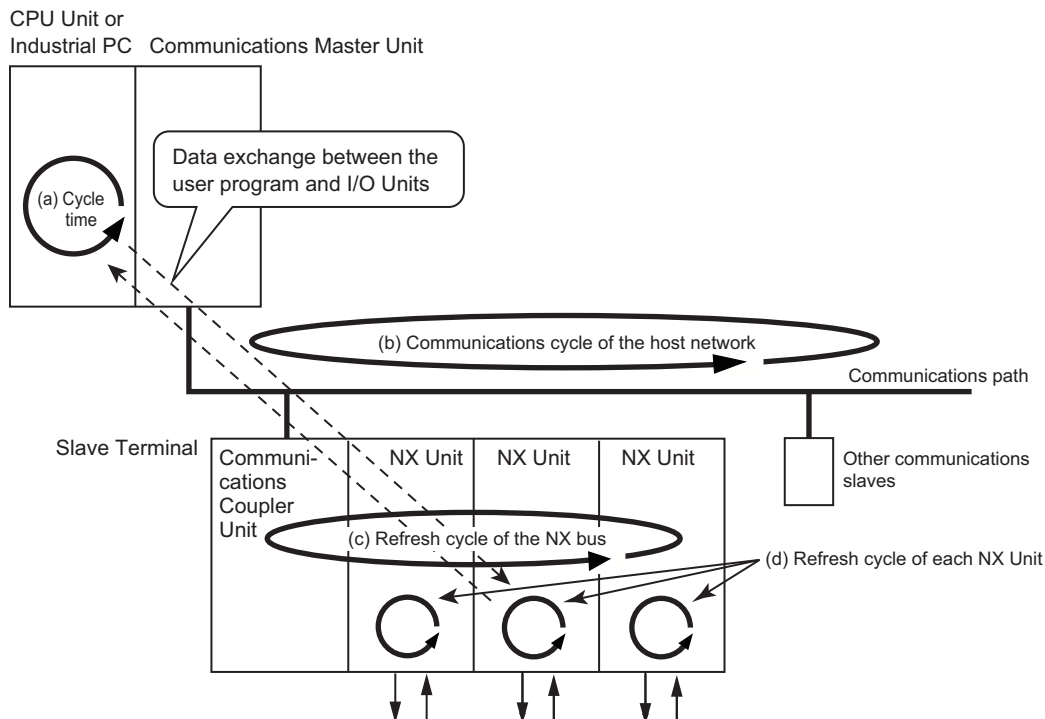 CPU Unit or
Industrial PC
Communications Master Unit
Data exchange between the
user program and I/O Units
(a) Cycle
time
(b) Communications cycle of the host network
Communications path
Slave Terminal
Communi-
cations
Coupler
Unit
NX Unit
NX Unit
NX Unit
Other communications
slaves
(c) Refresh cycle of the NX bus
(d) Refresh cycle of each NX Unit